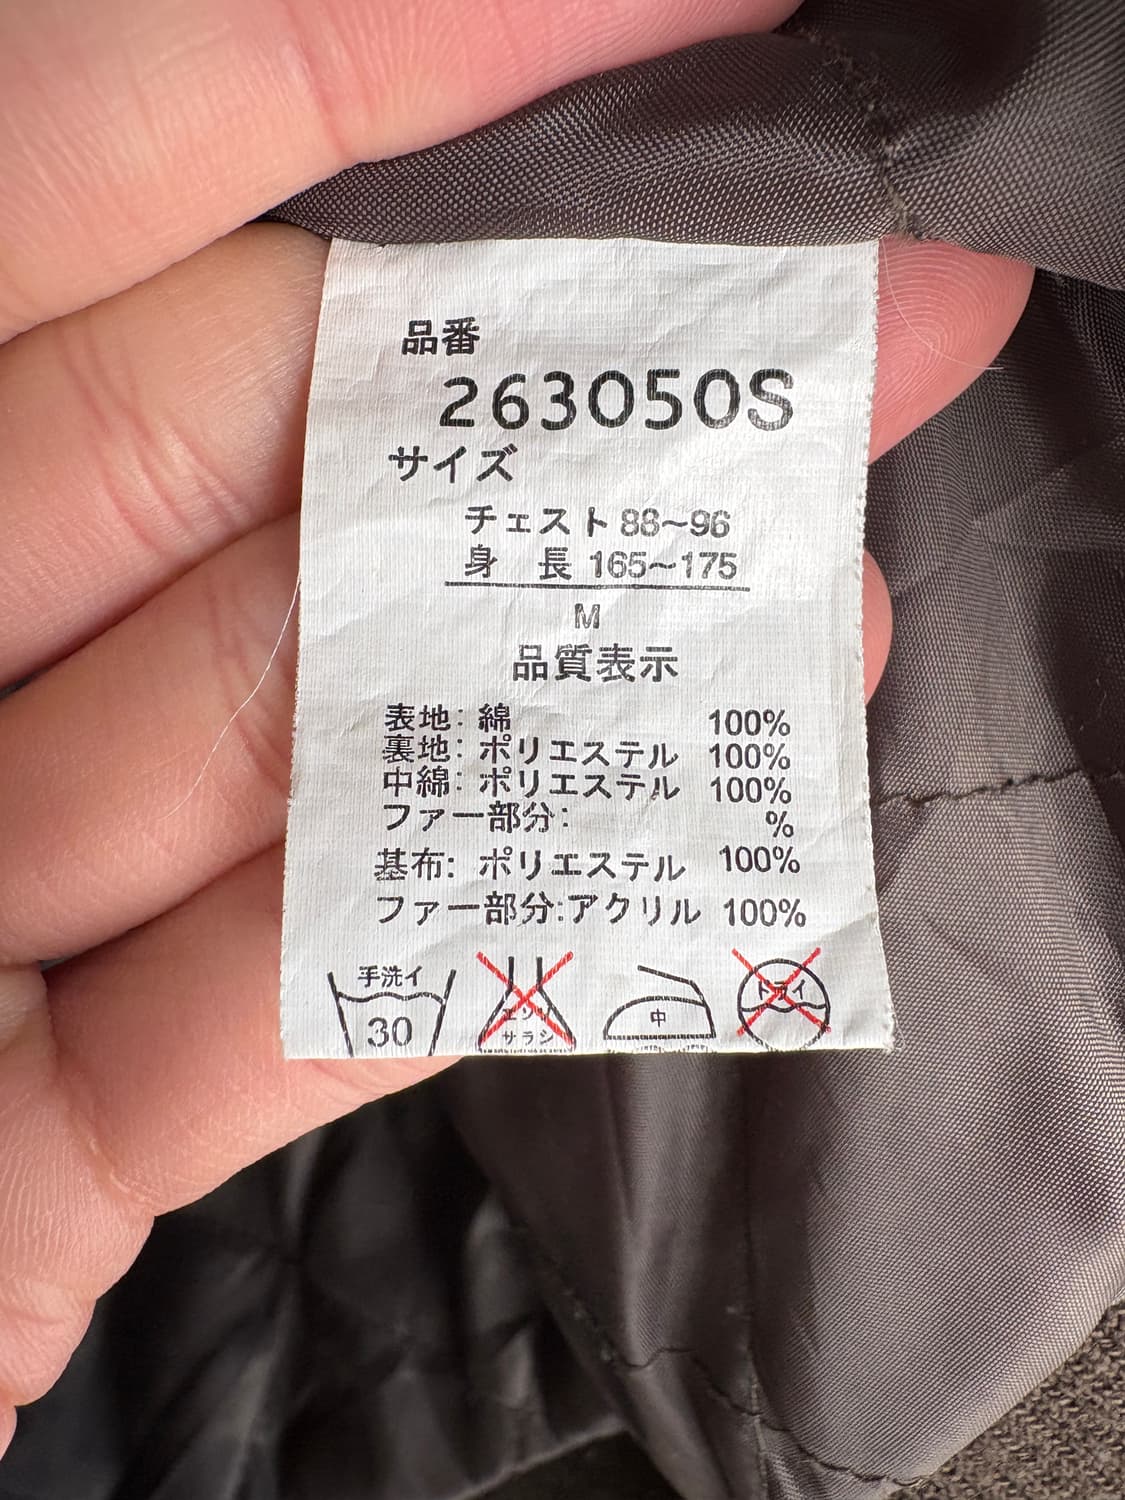 品番
263050S
サイズ
チェスト 88〜96
身 長 165〜175
M
品質表示
表地: 綿 100%
裏地: ポリエステル 100%
中綿: ポリエステル 100%
ファー部分: %
基布: ポリエステル 100%
ファー部分:アクリル 100%
手洗イ
30
エンソ
サラシ
中
ドライ